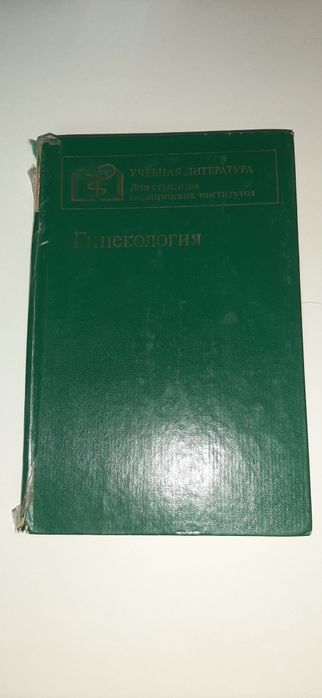 УЧЕБНАЯ ЛИТЕРАТУРА
Для студентов
медицинских институтов
Гинекология